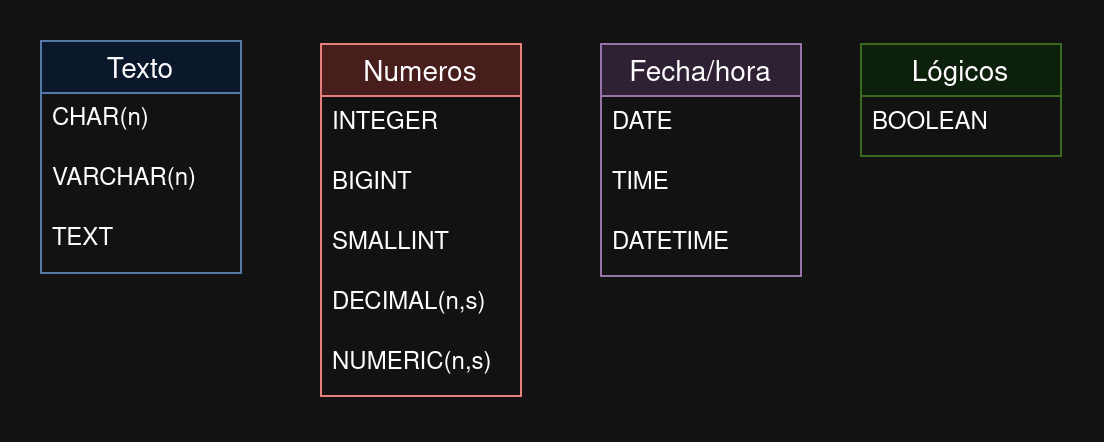 Texto
CHAR(n)
VARCHAR(n)
TEXT
Numeros
INTEGER
BIGINT
SMALLINT
DECIMAL(n,s)
NUMERIC(n,s)
Fecha/hora
DATE
TIME
DATETIME
Lógicos
BOOLEAN